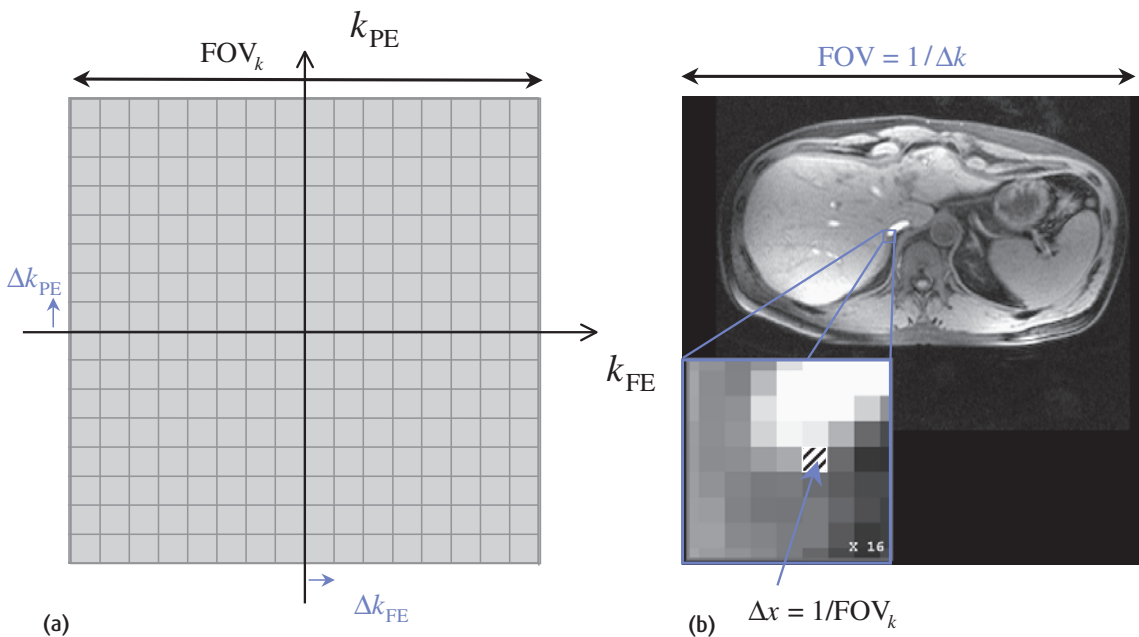 k_PE
FOV_k
Δk_PE
k_FE
Δk_FE
(a)
FOV = 1/Δk
X 16
(b)
Δx = 1/FOV_k